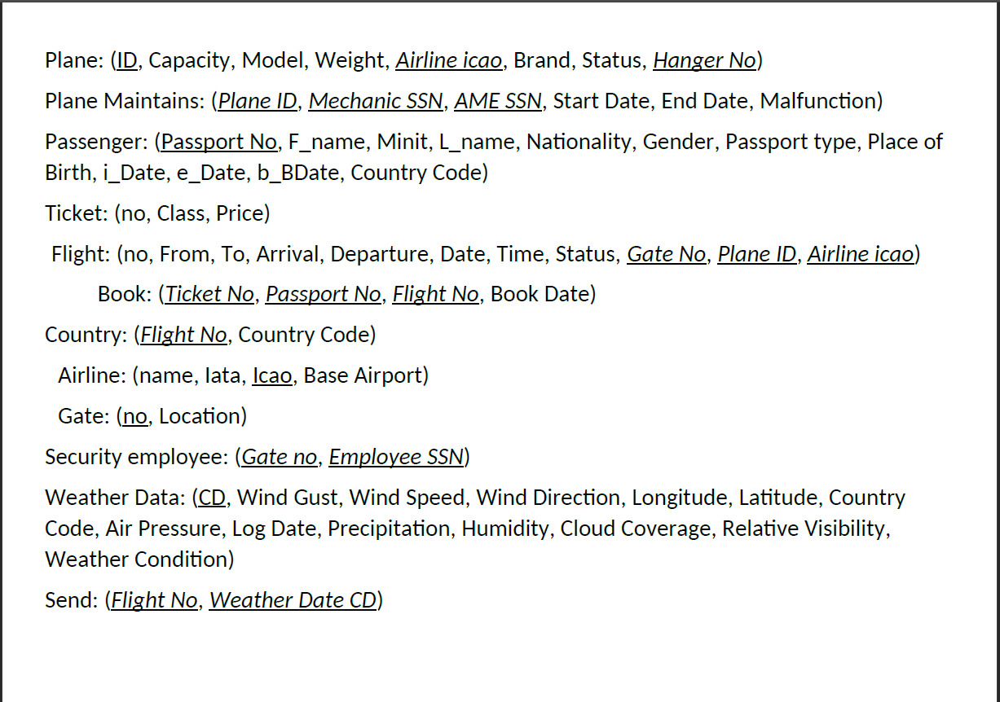 Plane: (ID, Capacity, Model, Weight, Airline icao, Brand, Status, Hanger No)
Plane Maintains: (Plane ID, Mechanic SSN, AME SSN, Start Date, End Date, Malfunction)
Passenger: (Passport No, F_name, Minit, L_name, Nationality, Gender, Passport type, Place of
Birth, i_Date, e_Date, b_BDate, Country Code)
Ticket: (no, Class, Price)
Flight: (no, From, To, Arrival, Departure, Date, Time, Status, Gate No, Plane ID, Airline icao)
Book: (Ticket No, Passport No, Flight No, Book Date)
Country: (Flight No, Country Code)
Airline: (name, Iata, Icao, Base Airport)
Gate: (no, Location)
Security employee: (Gate no, Employee SSN)
Weather Data: (CD, Wind Gust, Wind Speed, Wind Direction, Longitude, Latitude, Country
Code, Air Pressure, Log Date, Precipitation, Humidity, Cloud Coverage, Relative Visibility,
Weather Condition)
Send: (Flight No, Weather Date CD)